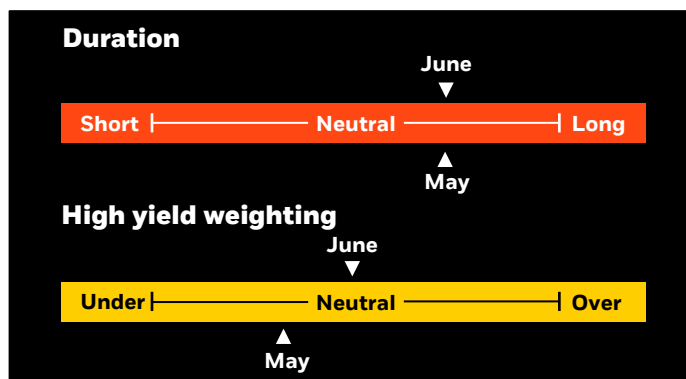 Duration
June
Short Neutral Long
May
High yield weighting
June
Under Neutral Over
May